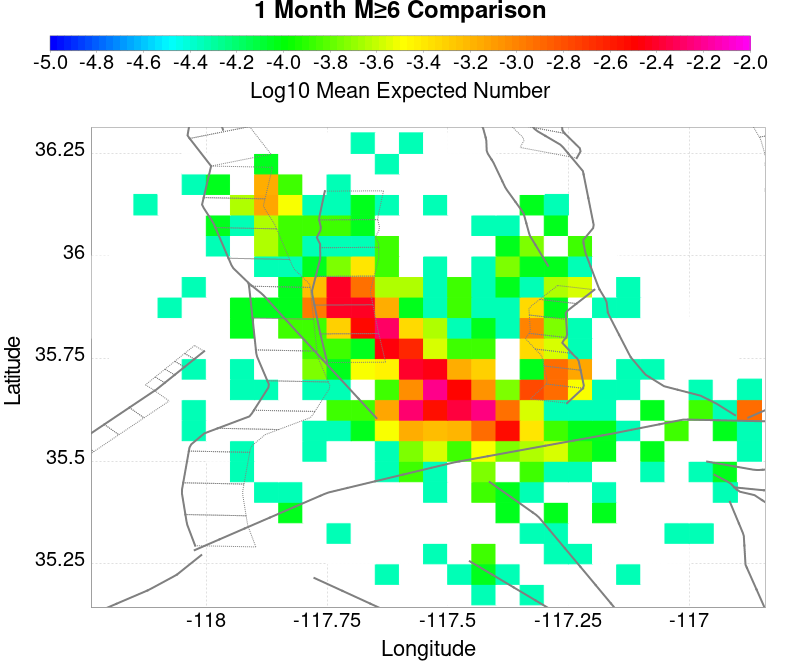 1 Month M≥6 Comparison
-5.0 -4.8 -4.6 -4.4 -4.2 -4.0 -3.8 -3.6 -3.4 -3.2 -3.0 -2.8 -2.6 -2.4 -2.2 -2.0
Log10 Mean Expected Number
36.25
36
35.75
35.5
35.25
Latitude
-118 -117.75 -117.5 -117.25 -117
Longitude